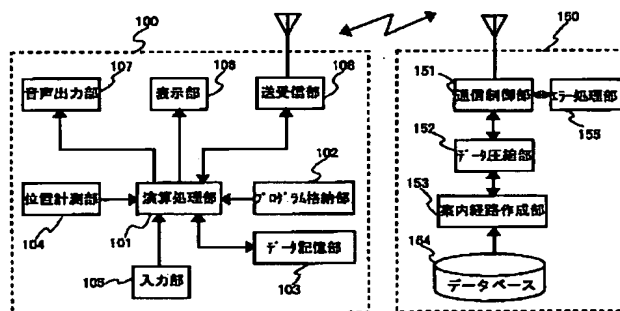 100
107
音声出力部
108
表示部
106
送受信部
102
位置計測部
104
演算処理部
101
プログラム格納部
データ記憶部
103
105
入力部
150
151
通信制御部
エラー処理部
155
152
データ圧縮部
153
案内経路作成部
154
データベース